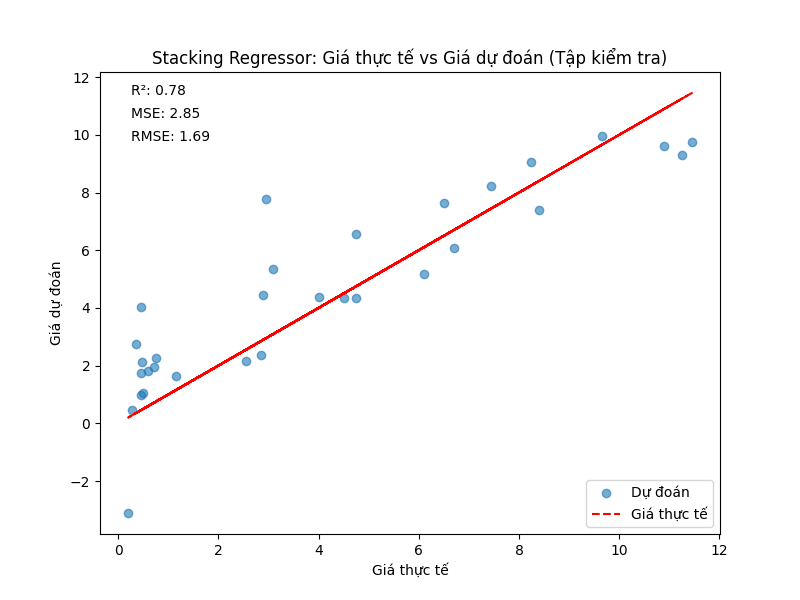 Stacking Regressor: Giá thực tế vs Giá dự đoán (Tập kiểm tra)
R²: 0.78
MSE: 2.85
RMSE: 1.69
Giá dự đoán
12
10
8
6
4
2
0
−2
0 2 4 6 8 10 12
Giá thực tế
Dự đoán
Giá thực tế